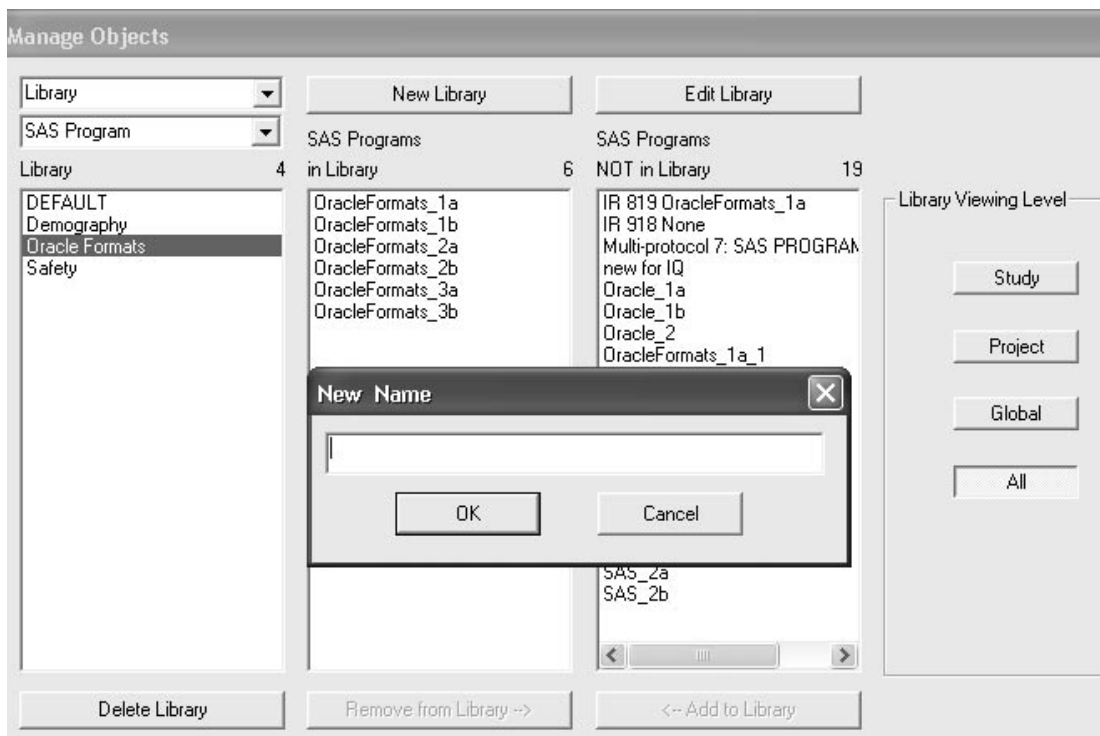 Manage Objects
Library
New Library
Edit Library
SAS Program
SAS Programs
SAS Programs
Library 4
in Library 6
NOT in Library 19
DEFAULT
Demography
Oracle Formats
Safety
OracleFormats_1a
OracleFormats_1b
OracleFormats_2a
OracleFormats_2b
OracleFormats_3a
OracleFormats_3b
IR 819 OracleFormats_1a
IR 918 None
Multi-protocol 7: SAS PROGRAM
new for IQ
Oracle_1a
Oracle_1b
Oracle_2
OracleFormats_1a_1
New Name
OK
Cancel
SAS_2a
SAS_2b
Library Viewing Level
Study
Project
Global
All
Delete Library
Remove from Library -->
<-- Add to Library